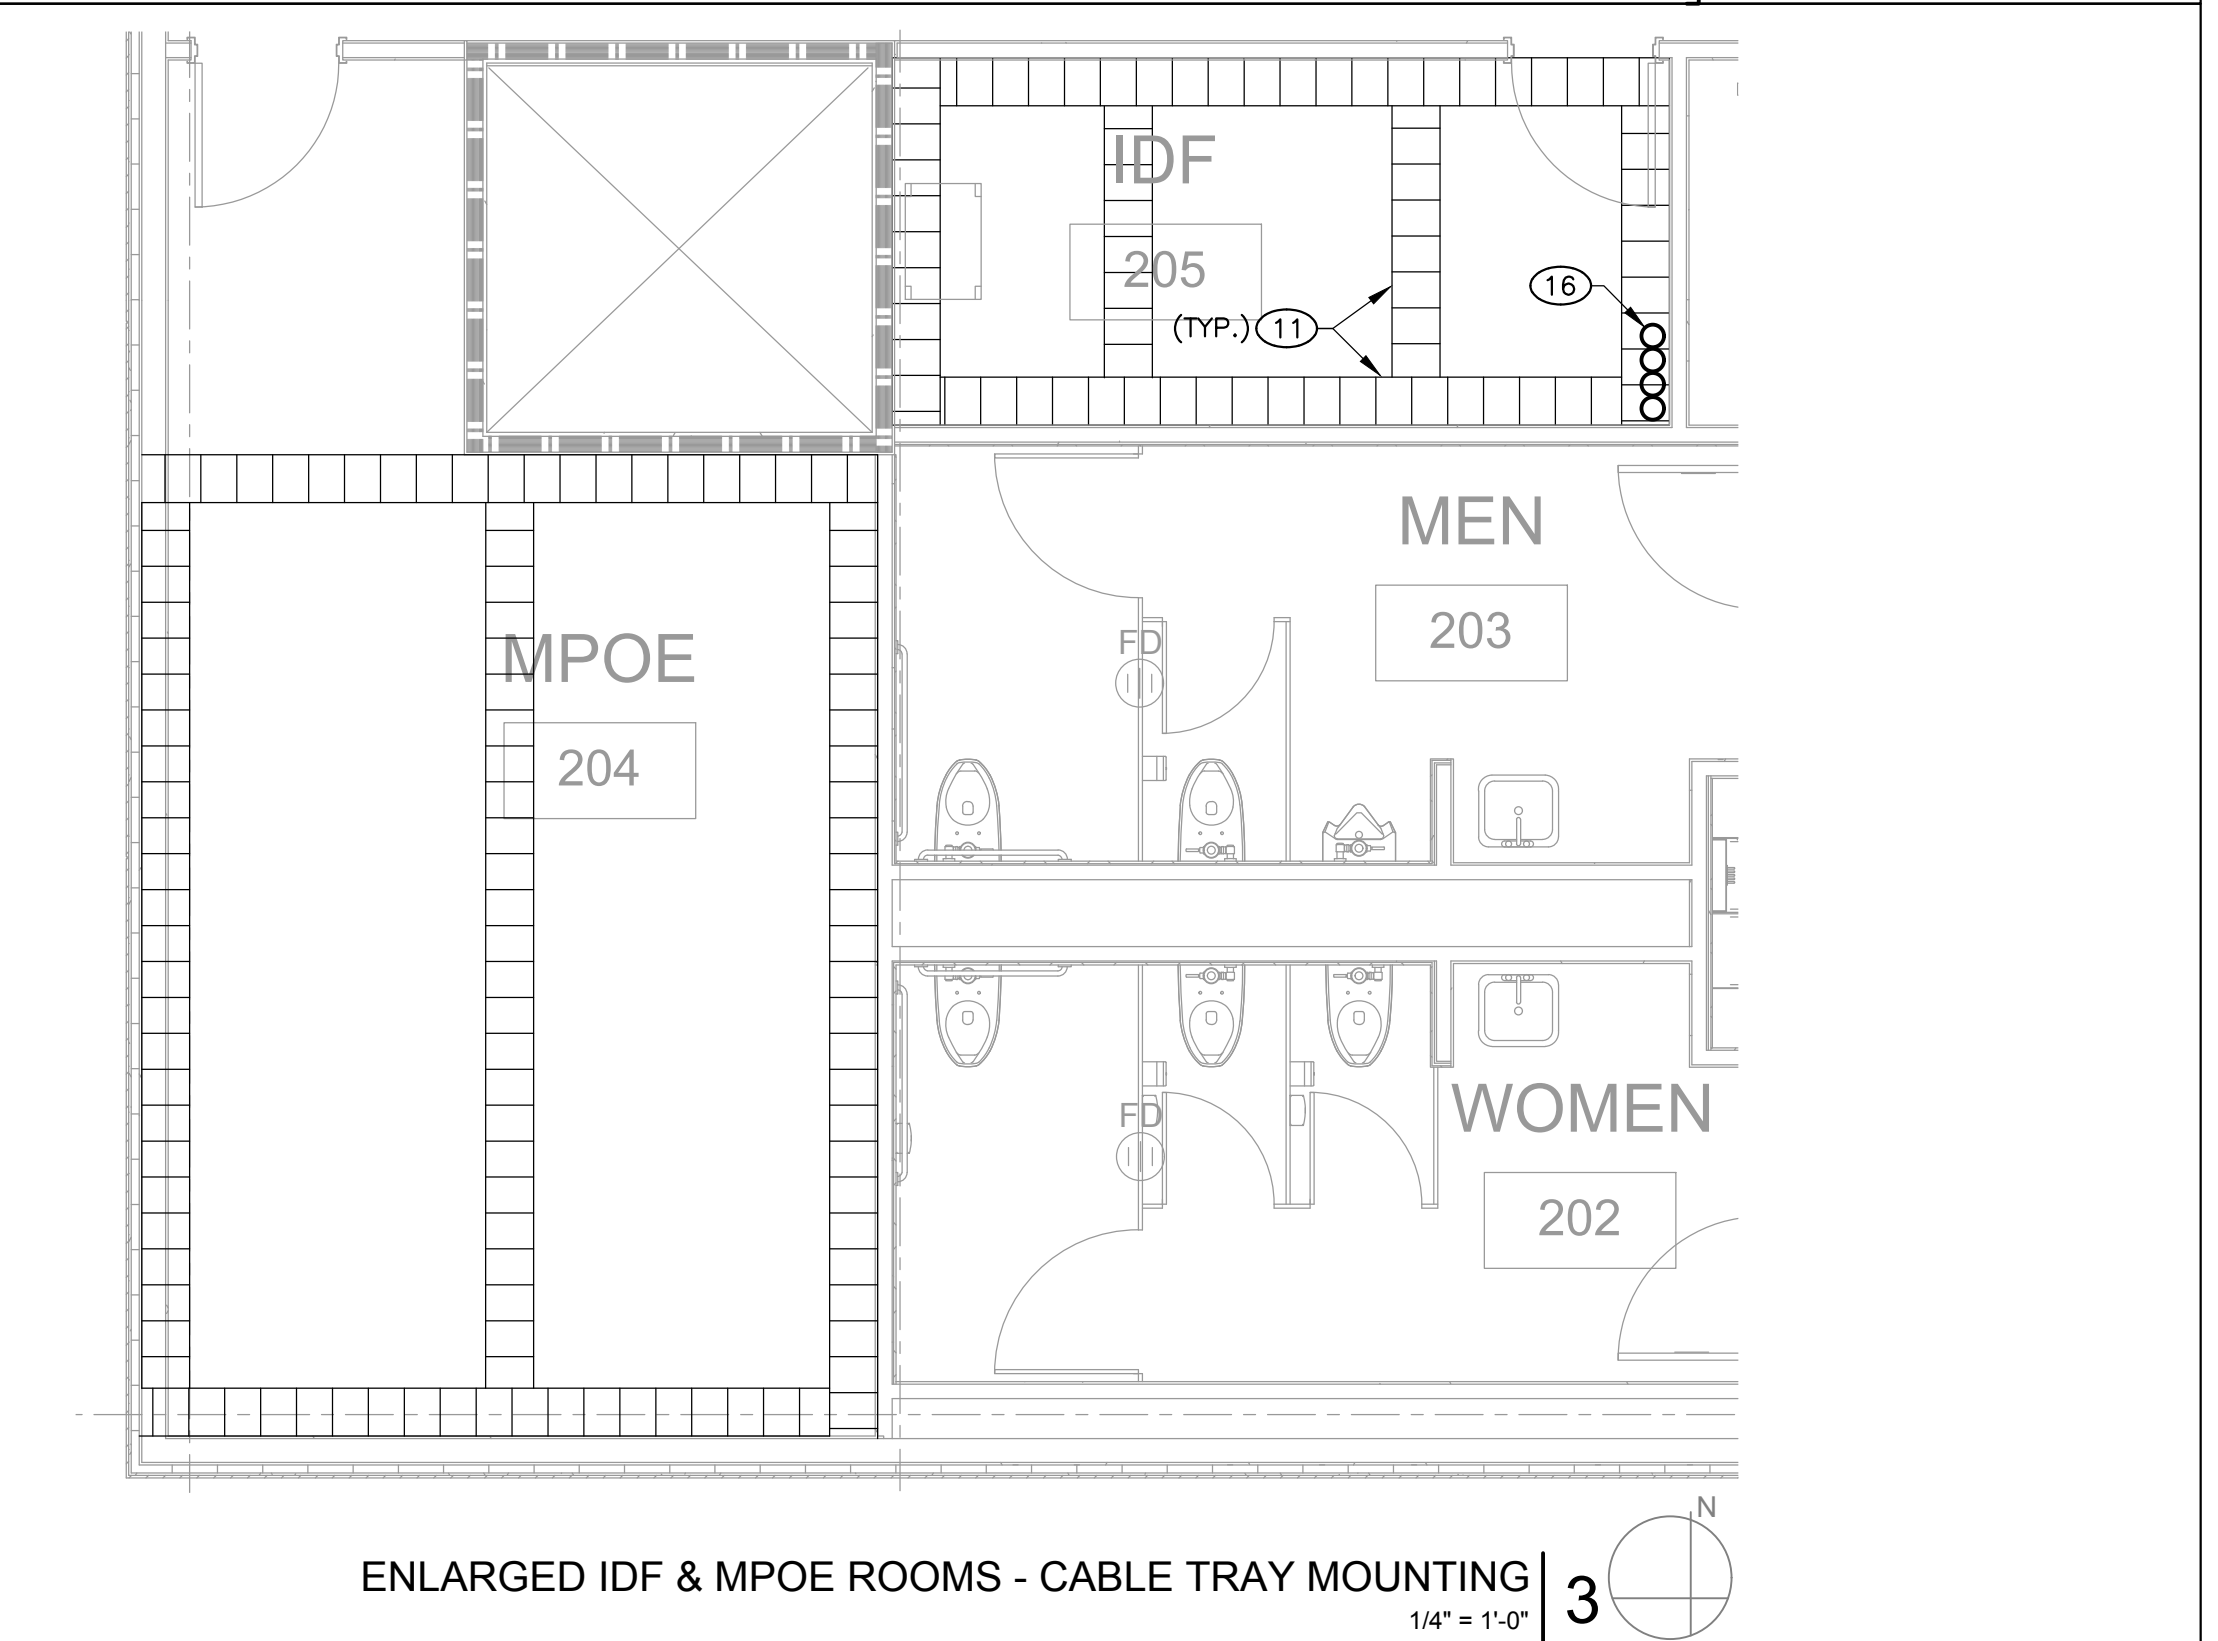 IDF
205
16
(TYP.) 11
MEN
203
FD
MPOE
204
WOMEN
FD
202
N
ENLARGED IDF & MPOE ROOMS - CABLE TRAY MOUNTING
3
1/4" = 1'-0"